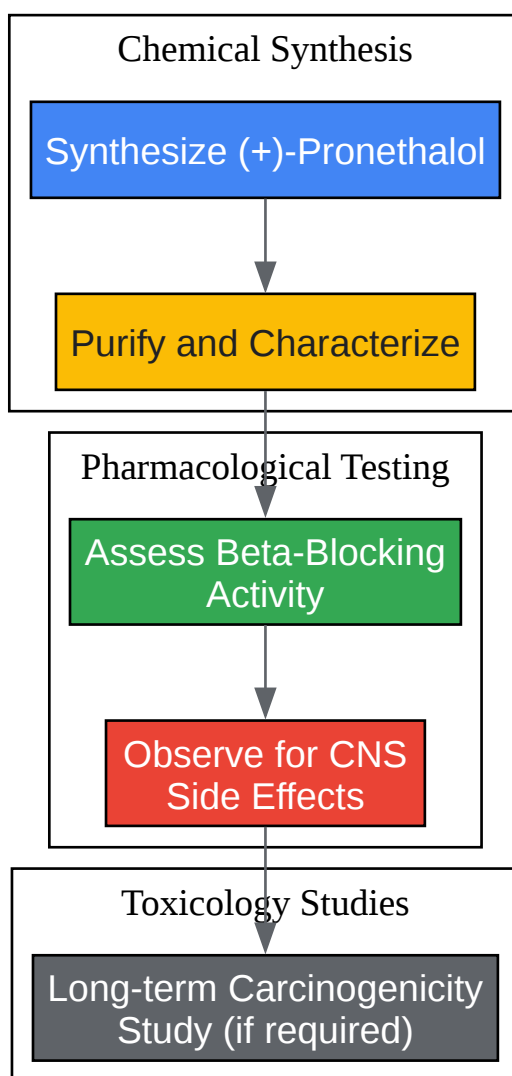 Chemical Synthesis
Synthesize (+)-Pronethalol
Purify and Characterize
Pharmacological Testing
Assess Beta-Blocking
Activity
Observe for CNS
Side Effects
Toxicology Studies
Long-term Carcinogenicity
Study (if required)